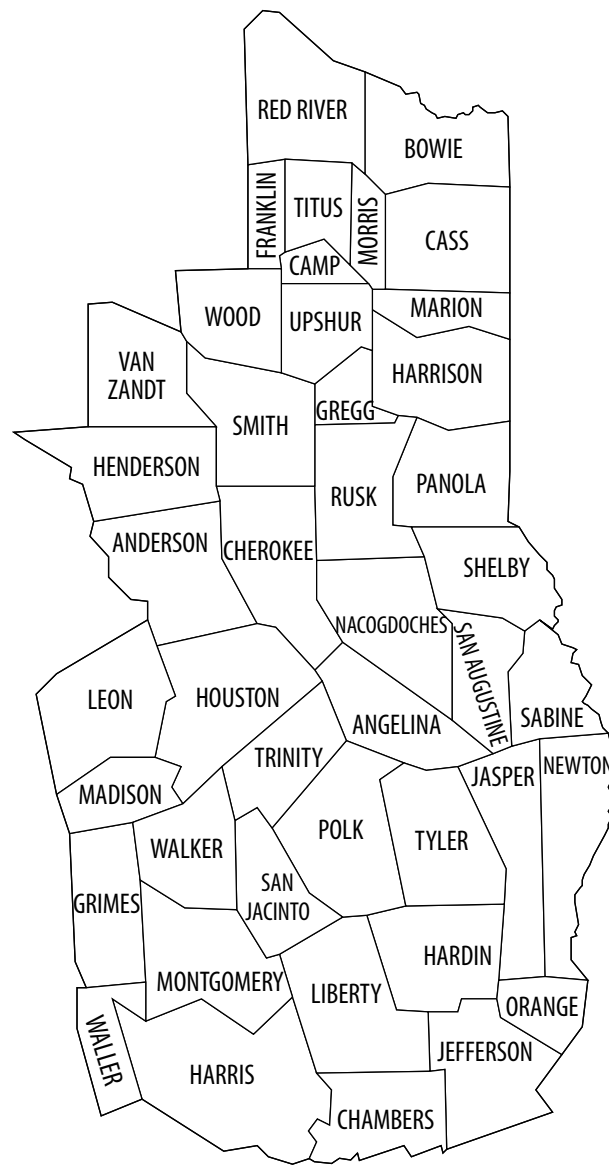 RED RIVER
BOWIE
FRANKLIN
TITUS
MORRIS
CASS
CAMP
WOOD
UPSHUR
MARION
VAN
ZANDT
HARRISON
SMITH
GREGG
HENDERSON
RUSK
PANOLA
ANDERSON
CHEROKEE
SHELBY
NACOGDOCHES
SAN AUGUSTINE
LEON
HOUSTON
ANGELINA
SABINE
TRINITY
JASPER
NEWTON
MADISON
WALKER
POLK
TYLER
GRIMES
SAN
JACINTO
HARDIN
MONTGOMERY
LIBERTY
ORANGE
WALLER
HARRIS
JEFFERSON
CHAMBERS